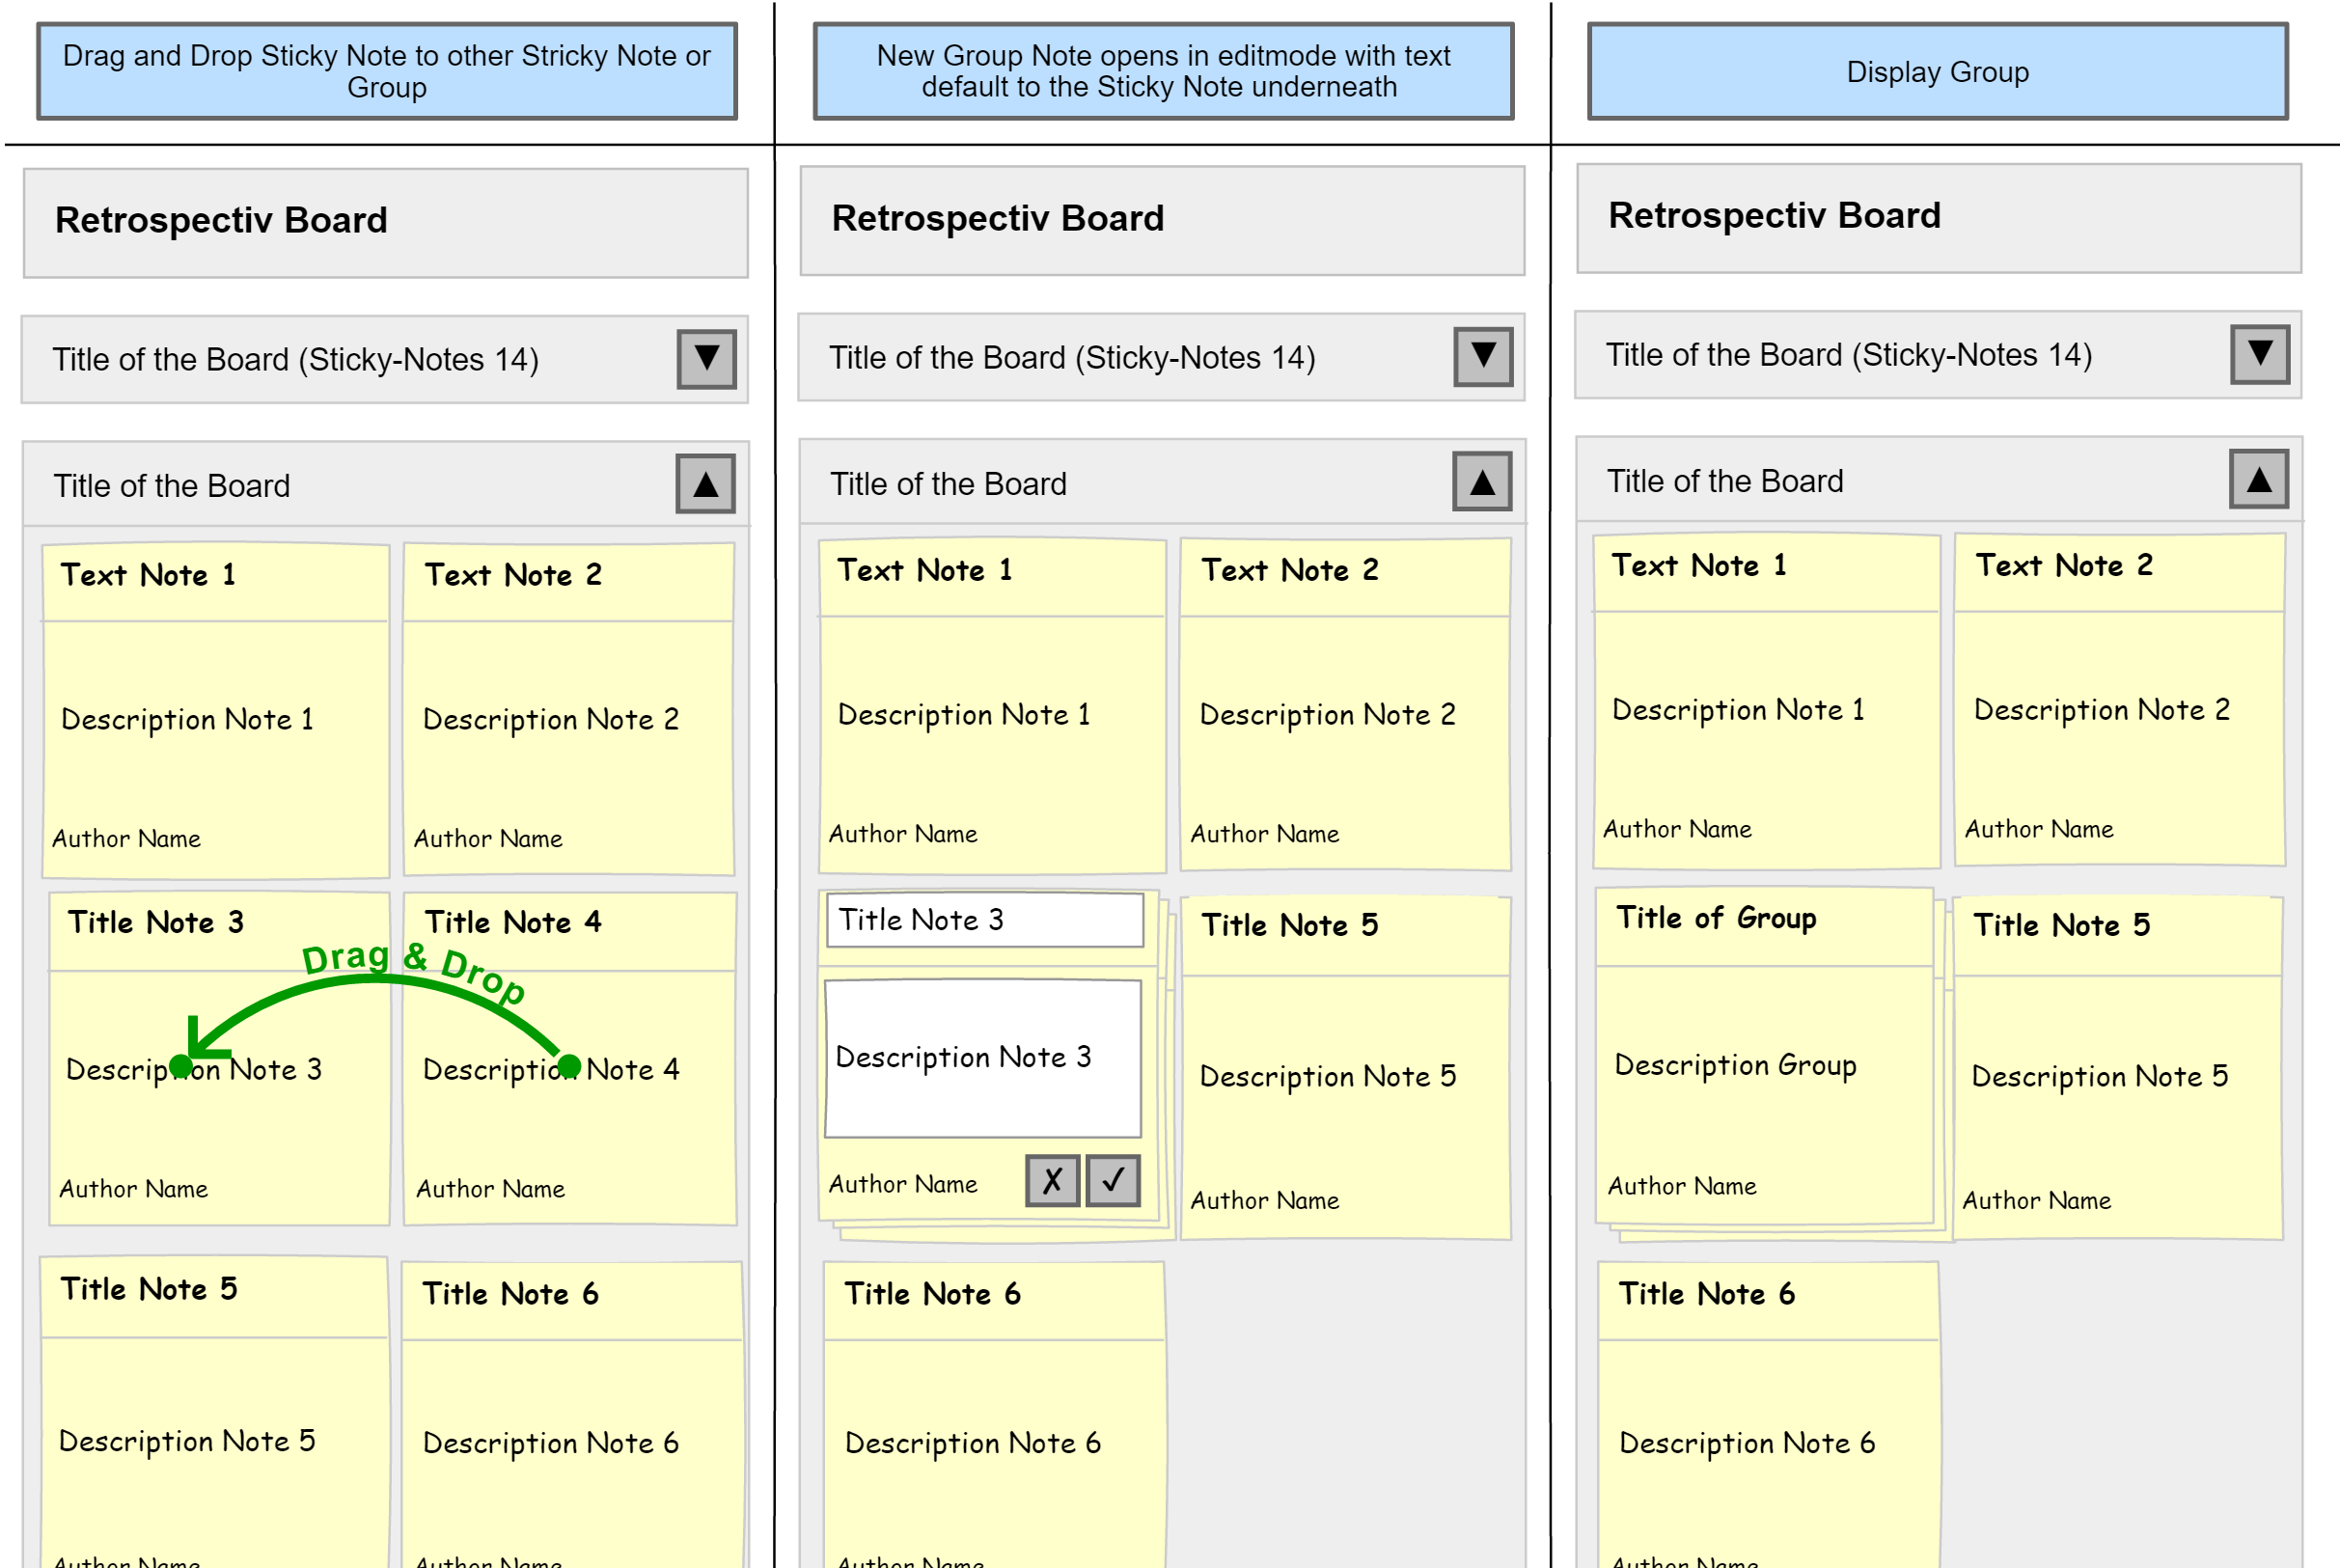 Drag and Drop Sticky Note to other Stricky Note or
Group
Retrospectiv Board
Title of the Board (Sticky-Notes 14)
▼
Title of the Board
▲
Text Note 1
Description Note 1
Author Name
Text Note 2
Description Note 2
Author Name
Title Note 3
Description Note 3
Author Name
Title Note 4
Description Note 4
Author Name
Drag & Drop
Title Note 5
Description Note 5
Author Name
Title Note 6
Description Note 6
Author Name
New Group Note opens in editmode with text
default to the Sticky Note underneath
Retrospectiv Board
Title of the Board (Sticky-Notes 14)
▼
Title of the Board
▲
Text Note 1
Description Note 1
Author Name
Text Note 2
Description Note 2
Author Name
Title Note 3
Description Note 3
Author Name
✗ ✓
Title Note 5
Description Note 5
Author Name
Title Note 6
Description Note 6
Author Name
Display Group
Retrospectiv Board
Title of the Board (Sticky-Notes 14)
▼
Title of the Board
▲
Text Note 1
Description Note 1
Author Name
Text Note 2
Description Note 2
Author Name
Title of Group
Description Group
Author Name
Title Note 5
Description Note 5
Author Name
Title Note 6
Description Note 6
Author Name